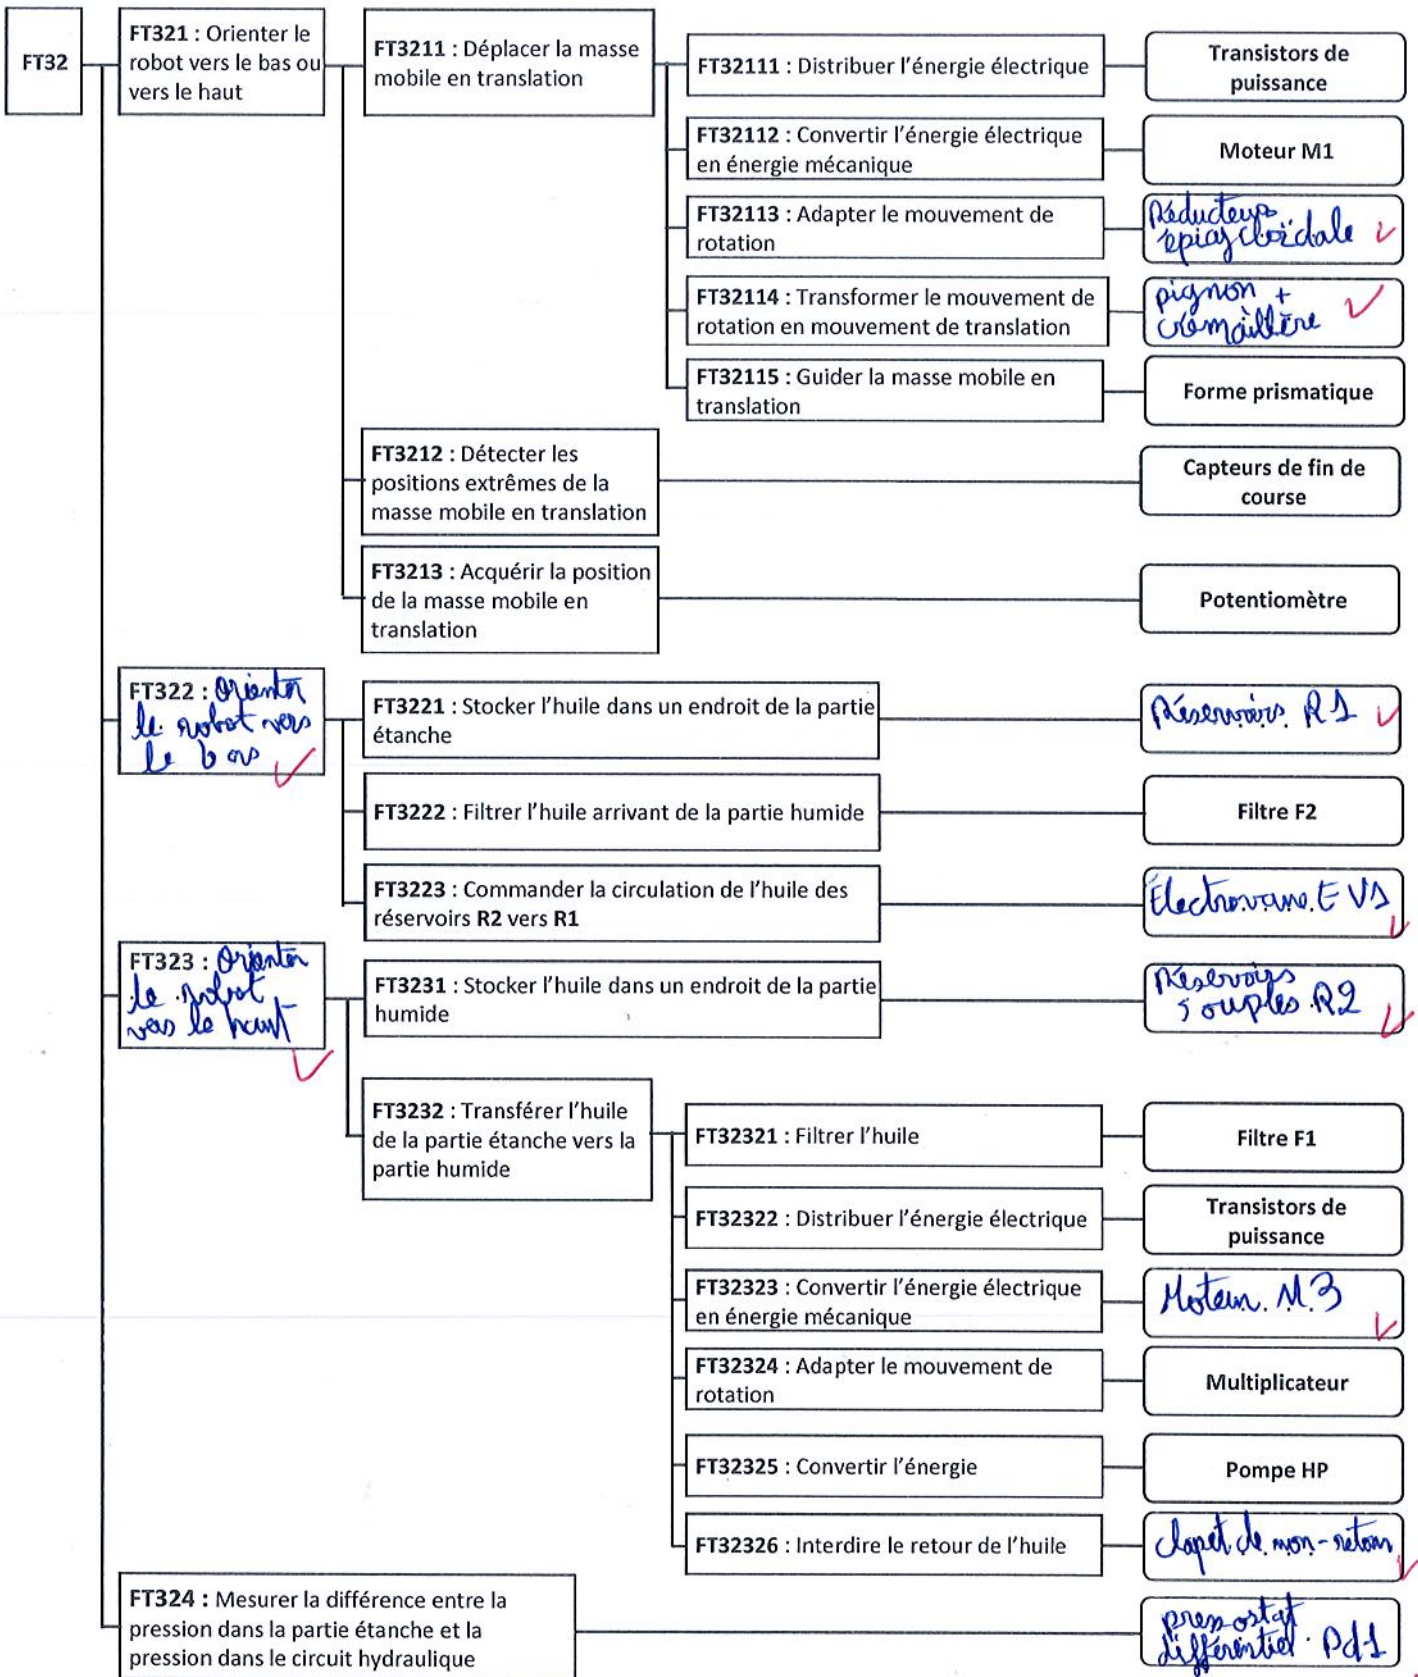 FT32
FT321 : Orienter le
robot vers le bas ou
vers le haut
FT3211 : Déplacer la masse
mobile en translation
FT32111 : Distribuer l'énergie électrique
Transistors de
puissance
FT32112 : Convertir l'énergie électrique
en énergie mécanique
Moteur M1
FT32113 : Adapter le mouvement de
rotation
Réducteurs
épicycloïdale
FT32114 : Transformer le mouvement de
rotation en mouvement de translation
pignon +
crémaillère
FT32115 : Guider la masse mobile en
translation
Forme prismatique
FT3212 : Détecter les
positions extrêmes de la
masse mobile en translation
Capteurs de fin de
course
FT3213 : Acquérir la position
de la masse mobile en
translation
Potentiomètre
FT322 : Orienter
le robot vers
le bas
FT3221 : Stocker l'huile dans un endroit de la partie
étanche
Réservoirs R1
FT3222 : Filtrer l'huile arrivant de la partie humide
Filtre F2
FT3223 : Commander la circulation de l'huile des
réservoirs R2 vers R1
Électrovanne EV1
FT323 : Orienter
le robot
vers le haut
FT3231 : Stocker l'huile dans un endroit de la partie
humide
Réservoirs
souples R2
FT3232 : Transférer l'huile
de la partie étanche vers la
partie humide
FT32321 : Filtrer l'huile
Filtre F1
FT32322 : Distribuer l'énergie électrique
Transistors de
puissance
FT32323 : Convertir l'énergie électrique
en énergie mécanique
Moteur M3
FT32324 : Adapter le mouvement de
rotation
Multiplicateur
FT32325 : Convertir l'énergie
Pompe HP
FT32326 : Interdire le retour de l'huile
clapet de non-retour
FT324 : Mesurer la différence entre la
pression dans la partie étanche et la
pression dans le circuit hydraulique
pressostat
différentiel Pd1